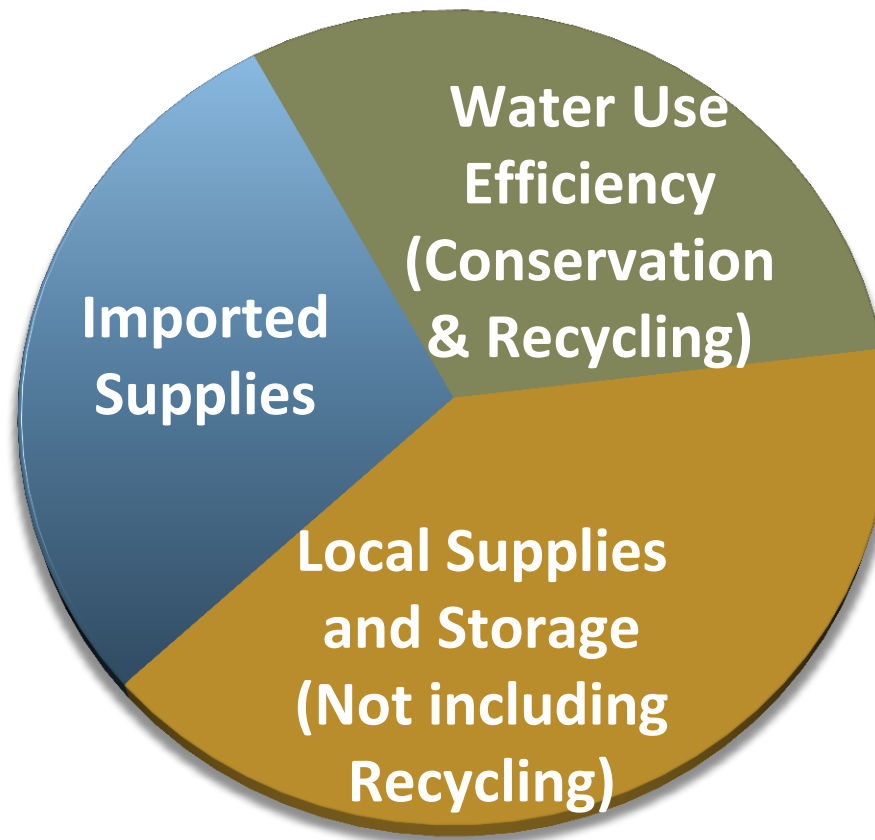 Water Use
Efficiency
(Conservation
& Recycling)
Imported
Supplies
Local Supplies
and Storage
(Not including
Recycling)